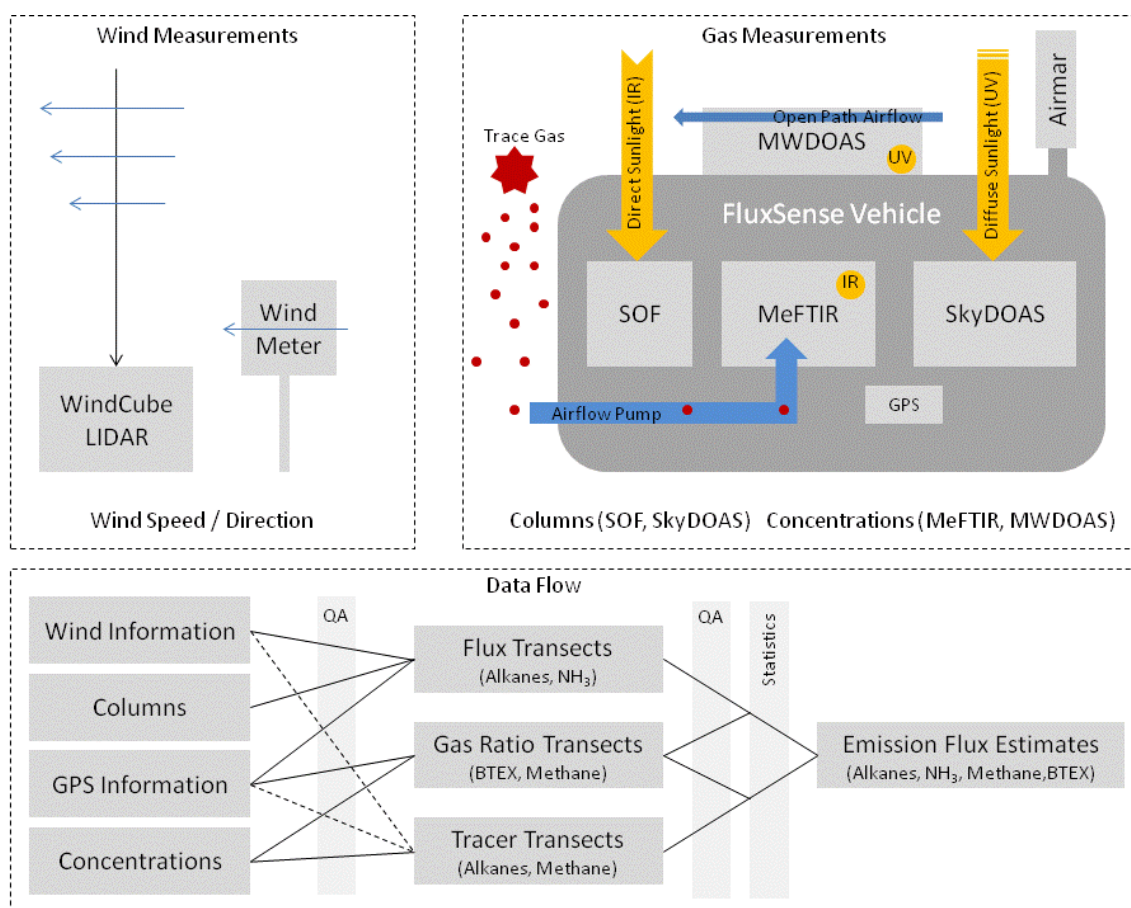 Wind Measurements
WindCube
LIDAR
Wind
Meter
Wind Speed / Direction
Gas Measurements
Trace Gas
Direct Sunlight (IR)
Open Path Airflow
MWDOAS
UV
Diffuse Sunlight (UV)
Airmar
FluxSense Vehicle
SOF
MeFTIR
IR
SkyDOAS
GPS
Airflow Pump
Columns (SOF, SkyDOAS) Concentrations (MeFTIR, MWDOAS)
Data Flow
Wind Information
Columns
GPS Information
Concentrations
QA
Flux Transects
(Alkanes, NH₃)
Gas Ratio Transects
(BTEX, Methane)
Tracer Transects
(Alkanes, Methane)
QA
Statistics
Emission Flux Estimates
(Alkanes, NH₃, Methane,BTEX)